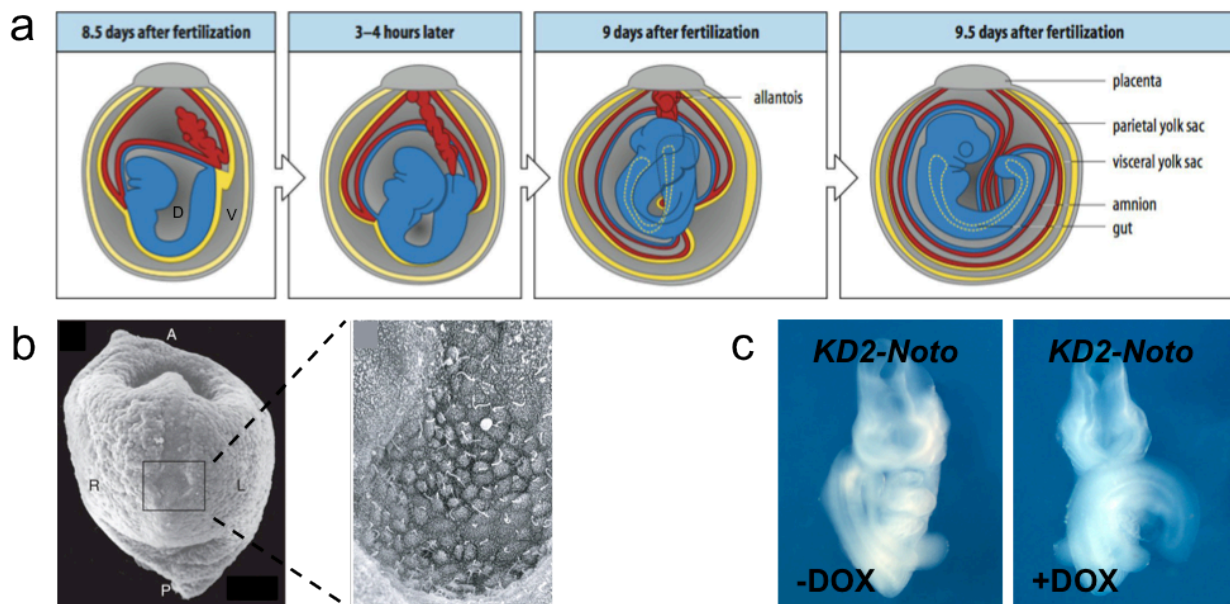 a
8.5 days after fertilization
3–4 hours later
9 days after fertilization
9.5 days after fertilization
D
V
allantois
placenta
parietal yolk sac
visceral yolk sac
amnion
gut
b
A
R
L
P
c
KD2-Noto
-DOX
KD2-Noto
+DOX